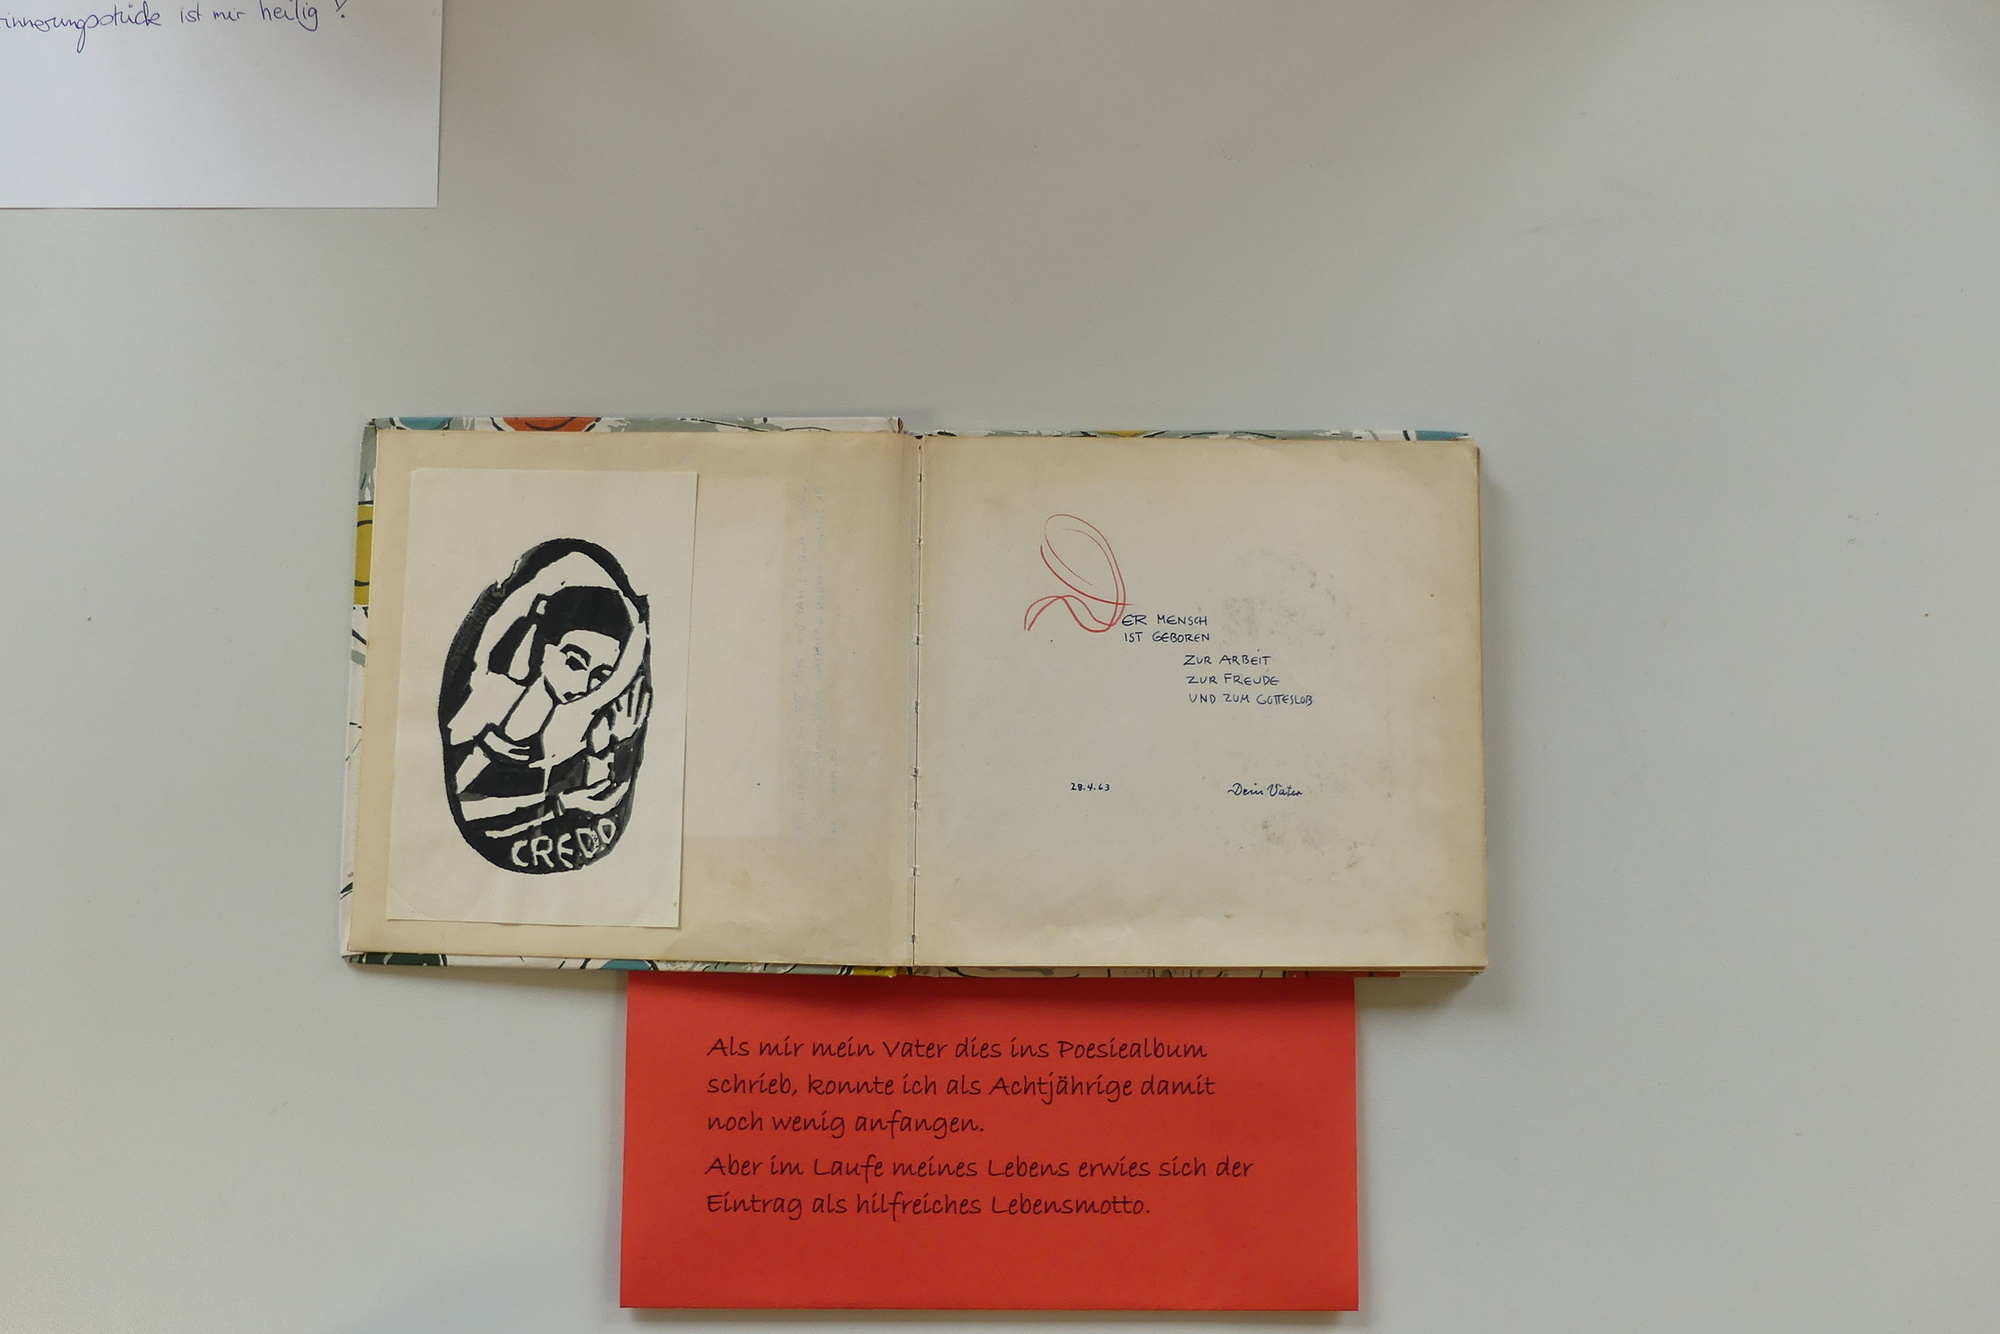 ist mir heilig!
CREDO
DER MENSCH
IST GEBOREN
ZUR ARBEIT
ZUR FREUDE
UND ZUM GOTTESLOB
28.4.63 Dein Vater
Als mir mein Vater dies ins Poesiealbum
schrieb, konnte ich als Achtjährige damit
noch wenig anfangen.
Aber im Laufe meines Lebens erwies sich der
Eintrag als hilfreiches Lebensmotto.